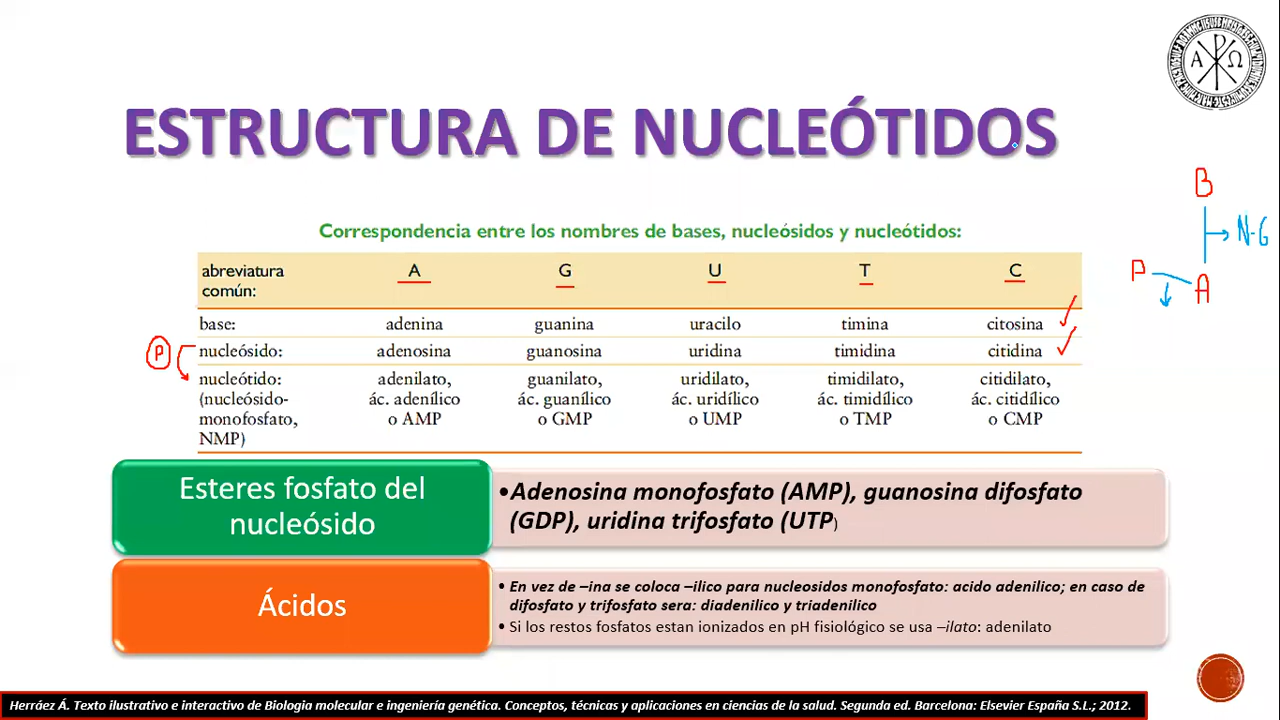 ESTRUCTURA DE NUCLEÓTIDOS
Correspondencia entre los nombres de bases, nucleósidos y nucleótidos:
abreviatura común: A G U T C
base: adenina guanina uracilo timina citosina
nucleósido: adenosina guanosina uridina timidina citidina
nucleótido: adenilato, guanilato, uridilato, timidilato, citidilato,
(nucleósido- ác. adenílico ác. guanílico ác. uridílico ác. timidílico ác. citidílico
monofosfato, o AMP o GMP o UMP o TMP o CMP
NMP)
P
B
N-G
P
A
Esteres fosfato del
nucleósido
•Adenosina monofosfato (AMP), guanosina difosfato
(GDP), uridina trifosfato (UTP)
Ácidos
• En vez de –ina se coloca –ilico para nucleosidos monofosfato: acido adenilico; en caso de
difosfato y trifosfato sera: diadenilico y triadenilico
• Si los restos fosfatos estan ionizados en pH fisiológico se usa –ilato: adenilato
Herráez Á. Texto ilustrativo e interactivo de Biologia molecular e ingeniería genética. Conceptos, técnicas y aplicaciones en ciencias de la salud. Segunda ed. Barcelona: Elsevier España S.L.; 2012.
A Ω